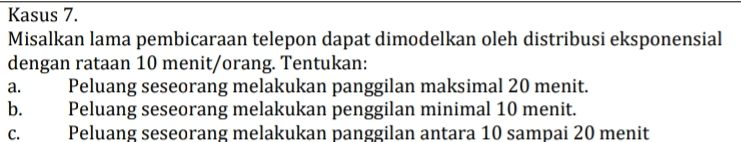 Kasus 7.
Misalkan lama pembicaraan telepon dapat dimodelkan oleh distribusi eksponensial
dengan rataan 10 menit/orang. Tentukan:
a. Peluang seseorang melakukan panggilan maksimal 20 menit.
b. Peluang seseorang melakukan penggilan minimal 10 menit.
c. Peluang seseorang melakukan panggilan antara 10 sampai 20 menit